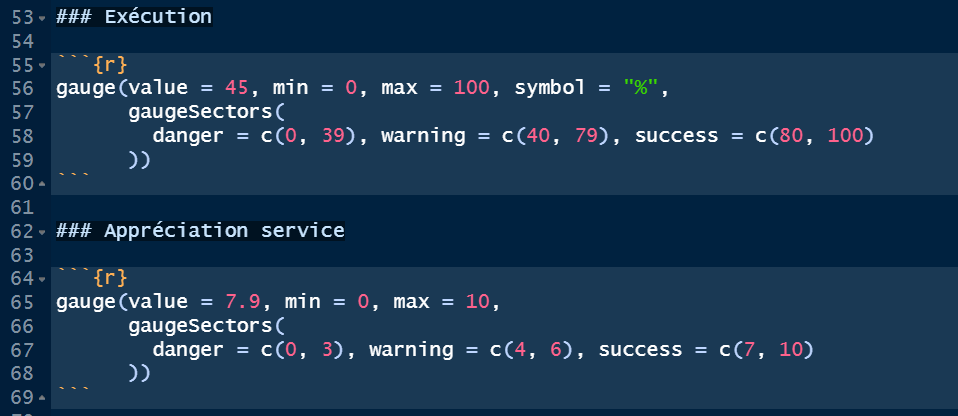 53 ### Exécution
54
55 ```{r}
56 gauge(value = 45, min = 0, max = 100, symbol = "%",
57       gaugeSectors(
58         danger = c(0, 39), warning = c(40, 79), success = c(80, 100)
59       ))
60 ```
61
62 ### Appréciation service
63
64 ```{r}
65 gauge(value = 7.9, min = 0, max = 10,
66       gaugeSectors(
67         danger = c(0, 3), warning = c(4, 6), success = c(7, 10)
68       ))
69 ```